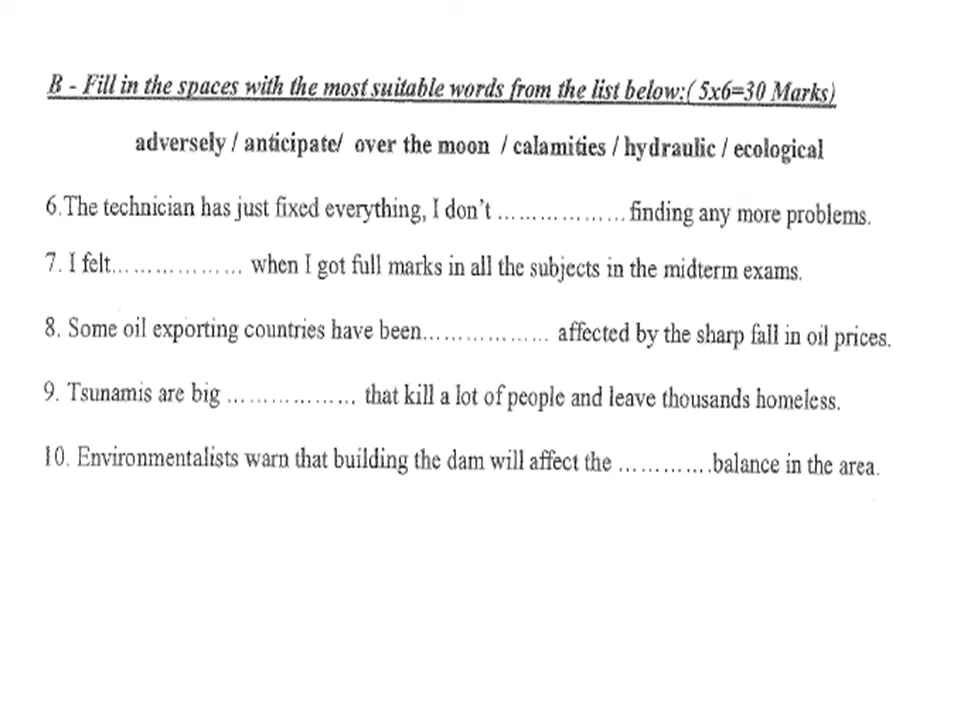 B - Fill in the spaces with the most suitable words from the list below:( 5x6=30 Marks)
adversely / anticipate/ over the moon / calamities / hydraulic / ecological
6.The technician has just fixed everything, I don't .................. finding any more problems.
7. I felt.................. when I got full marks in all the subjects in the midterm exams.
8. Some oil exporting countries have been.................. affected by the sharp fall in oil prices.
9. Tsunamis are big .................. that kill a lot of people and leave thousands homeless.
10. Environmentalists warn that building the dam will affect the .............balance in the area.